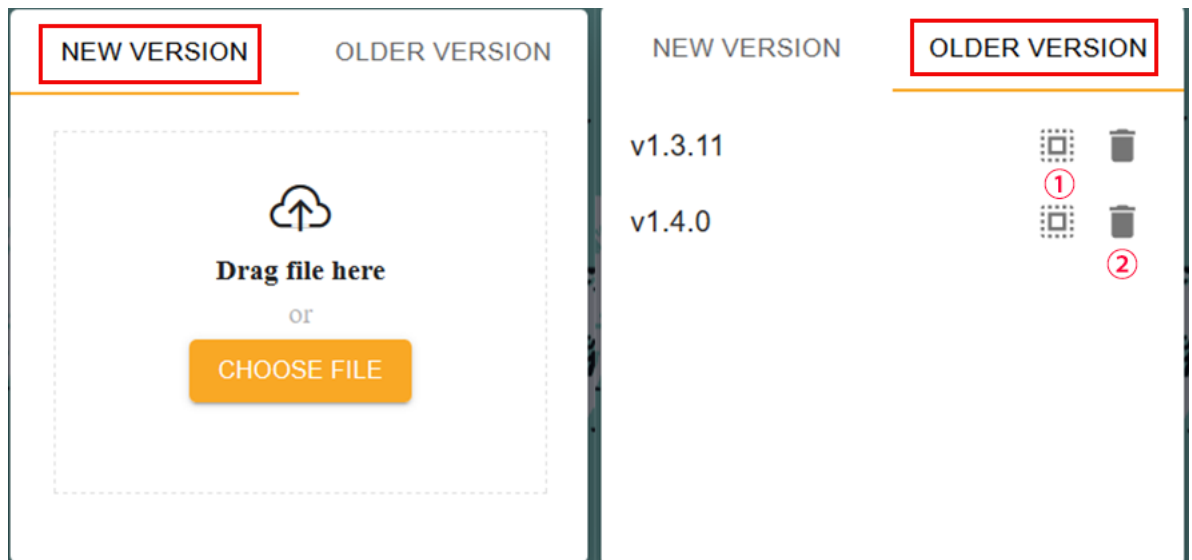 NEW VERSION
OLDER VERSION
Drag file here
or
CHOOSE FILE
NEW VERSION
OLDER VERSION
v1.3.11
①
v1.4.0
②